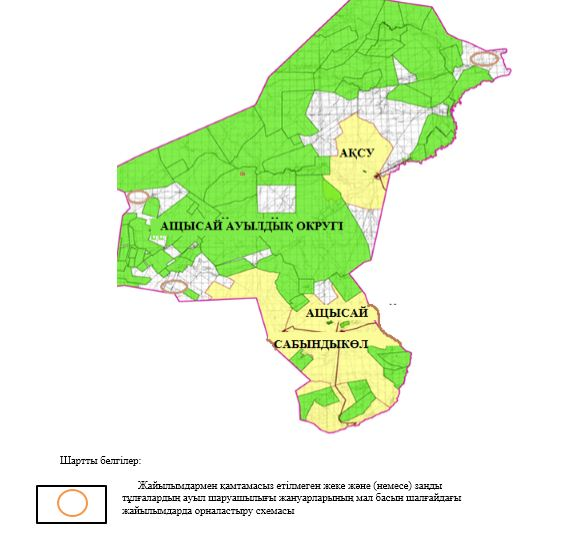 АҚСУ
АЩЫСАЙ АУЫЛДЫҚ ОКРУГІ
АЩЫСАЙ
САБЫНДЫКӨЛ
Шартты белгілер:
Жайылымдармен қамтамасыз етілмеген жеке және (немесе) заңды
тұлғалардың ауыл шаруашылығы жануарларының мал басын шалғайдағы
жайылымдарда орналастыру схемасы